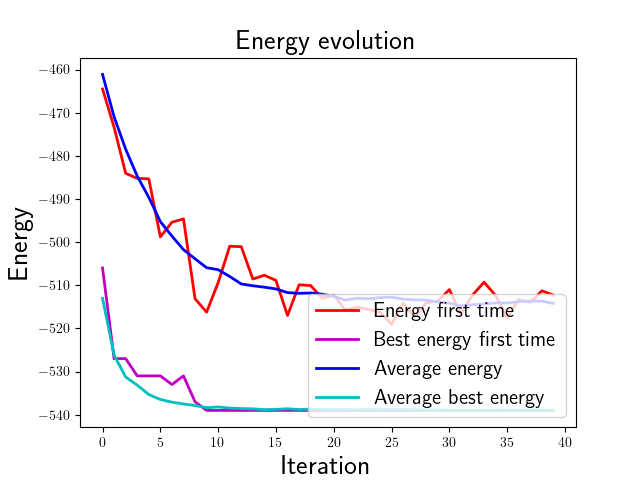 Energy evolution
Energy
−460
−470
−480
−490
−500
−510
−520
−530
−540
Energy first time
Best energy first time
Average energy
Average best energy
0 5 10 15 20 25 30 35 40
Iteration